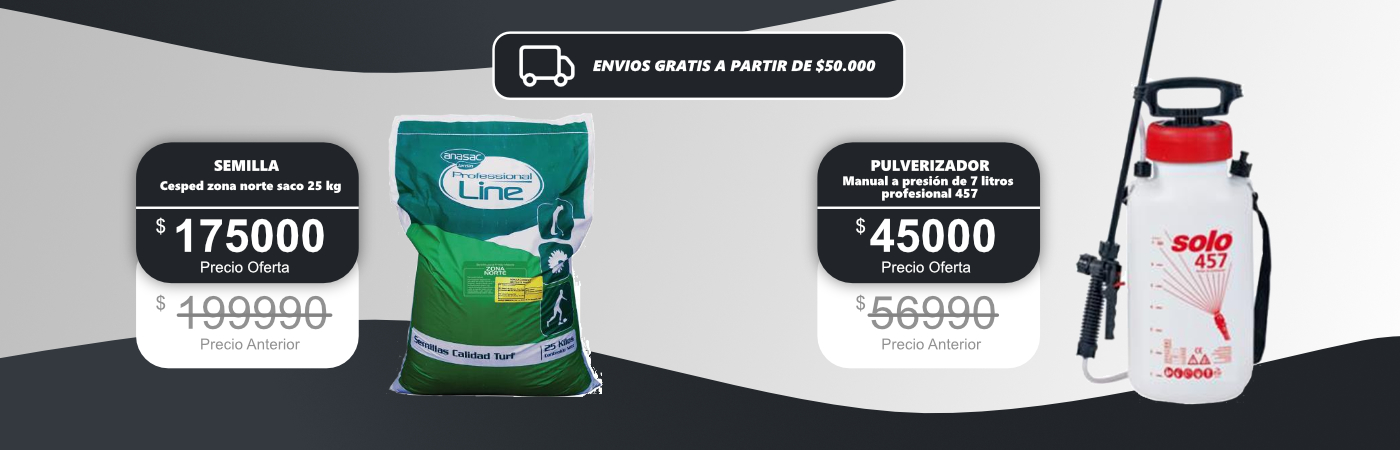 ENVIOS GRATIS A PARTIR DE $50.000
SEMILLA
Cesped zona norte saco 25 kg
$ 175000
Precio Oferta
$ 199990
Precio Anterior
anasac
Professional
Line
ZONA
NORTE
Semillas Calidad Turf
25 Kilos
PULVERIZADOR
Manual a presión de 7 litros
profesional 457
$ 45000
Precio Oferta
$ 56990
Precio Anterior
solo
457